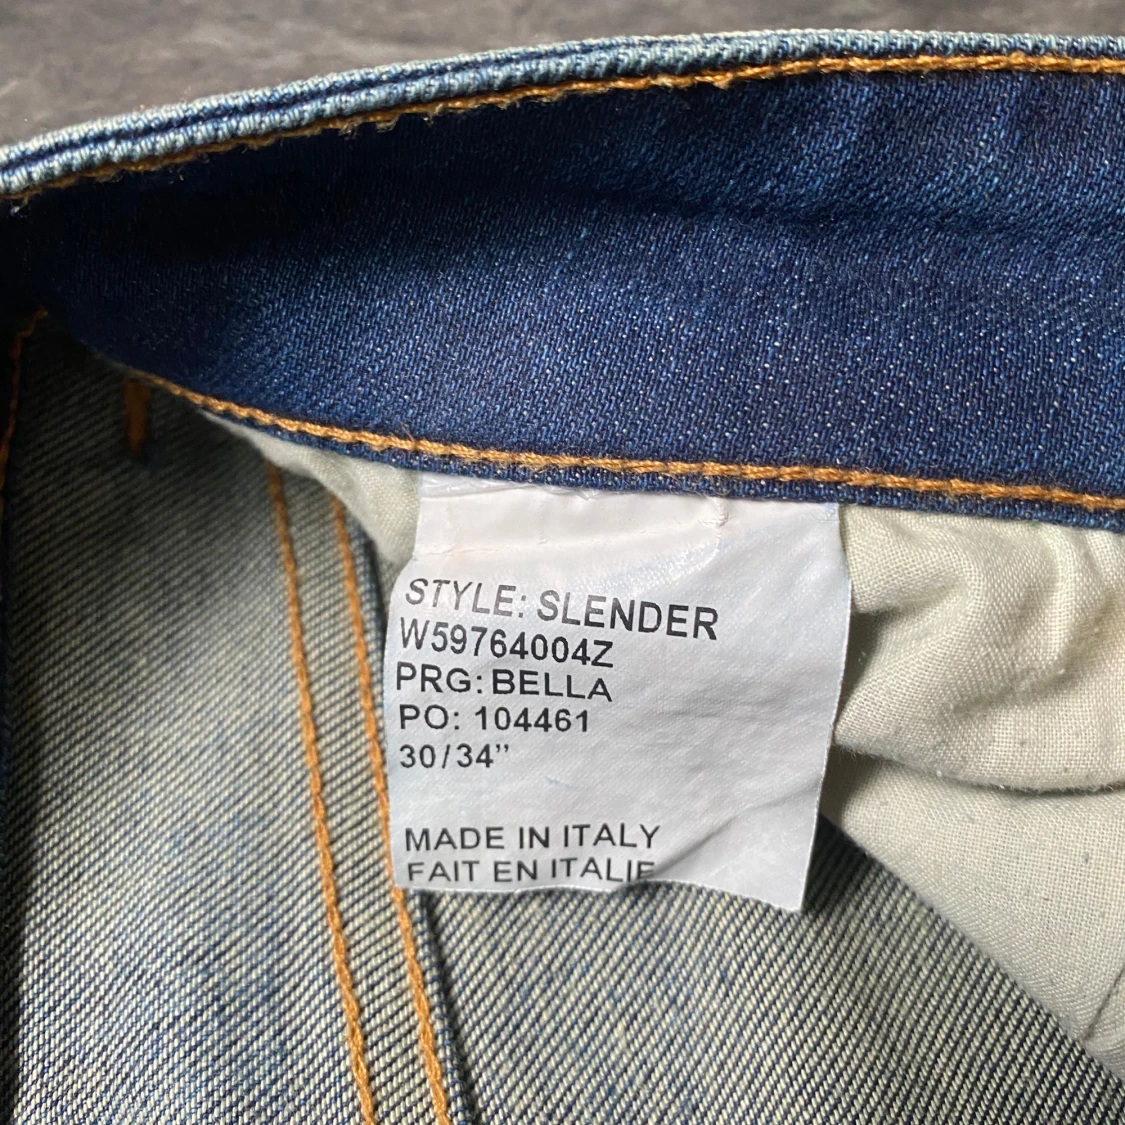 STYLE: SLENDER
W59764004Z
PRG: BELLA
PO: 104461
30/34”
MADE IN ITALY
FAIT EN ITALIE